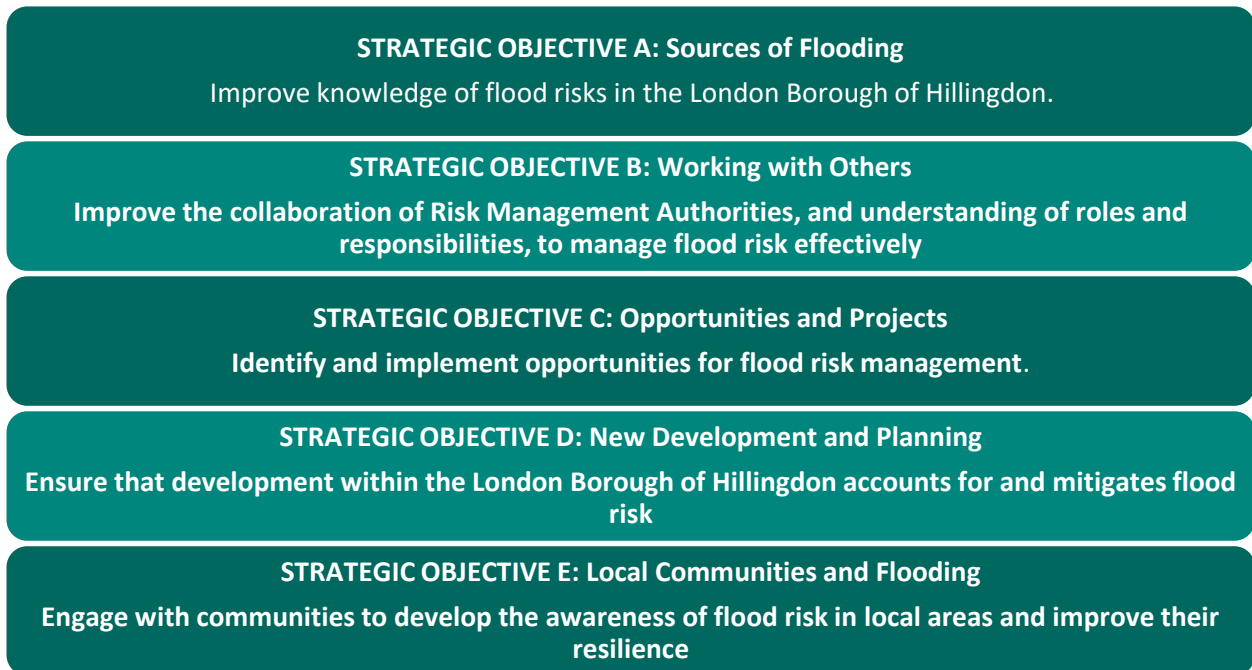 STRATEGIC OBJECTIVE A: Sources of Flooding
Improve knowledge of flood risks in the London Borough of Hillingdon.
STRATEGIC OBJECTIVE B: Working with Others
Improve the collaboration of Risk Management Authorities, and understanding of roles and
responsibilities, to manage flood risk effectively
STRATEGIC OBJECTIVE C: Opportunities and Projects
Identify and implement opportunities for flood risk management.
STRATEGIC OBJECTIVE D: New Development and Planning
Ensure that development within the London Borough of Hillingdon accounts for and mitigates flood
risk
STRATEGIC OBJECTIVE E: Local Communities and Flooding
Engage with communities to develop the awareness of flood risk in local areas and improve their
resilience